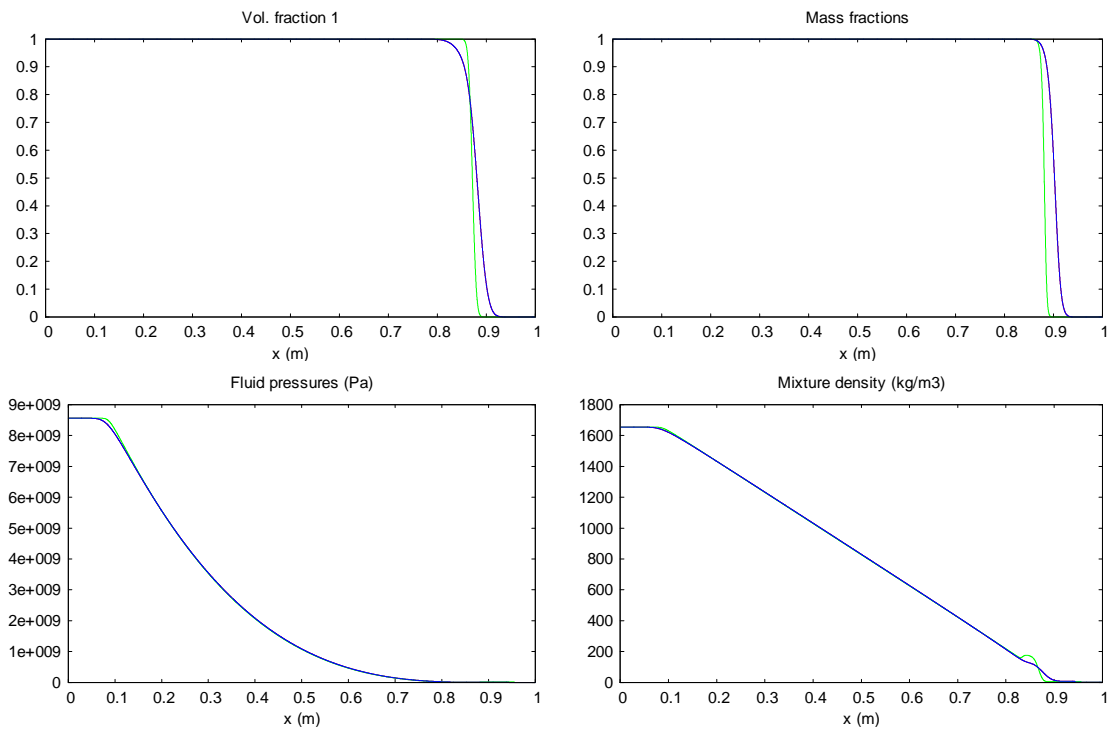 Vol. fraction 1
1
0.9
0.8
0.7
0.6
0.5
0.4
0.3
0.2
0.1
0
0 0.1 0.2 0.3 0.4 0.5 0.6 0.7 0.8 0.9 1
x (m)
Mass fractions
1
0.9
0.8
0.7
0.6
0.5
0.4
0.3
0.2
0.1
0
0 0.1 0.2 0.3 0.4 0.5 0.6 0.7 0.8 0.9 1
x (m)
Fluid pressures (Pa)
9e+009
8e+009
7e+009
6e+009
5e+009
4e+009
3e+009
2e+009
1e+009
0
0 0.1 0.2 0.3 0.4 0.5 0.6 0.7 0.8 0.9 1
x (m)
Mixture density (kg/m3)
1800
1600
1400
1200
1000
800
600
400
200
0
0 0.1 0.2 0.3 0.4 0.5 0.6 0.7 0.8 0.9 1
x (m)